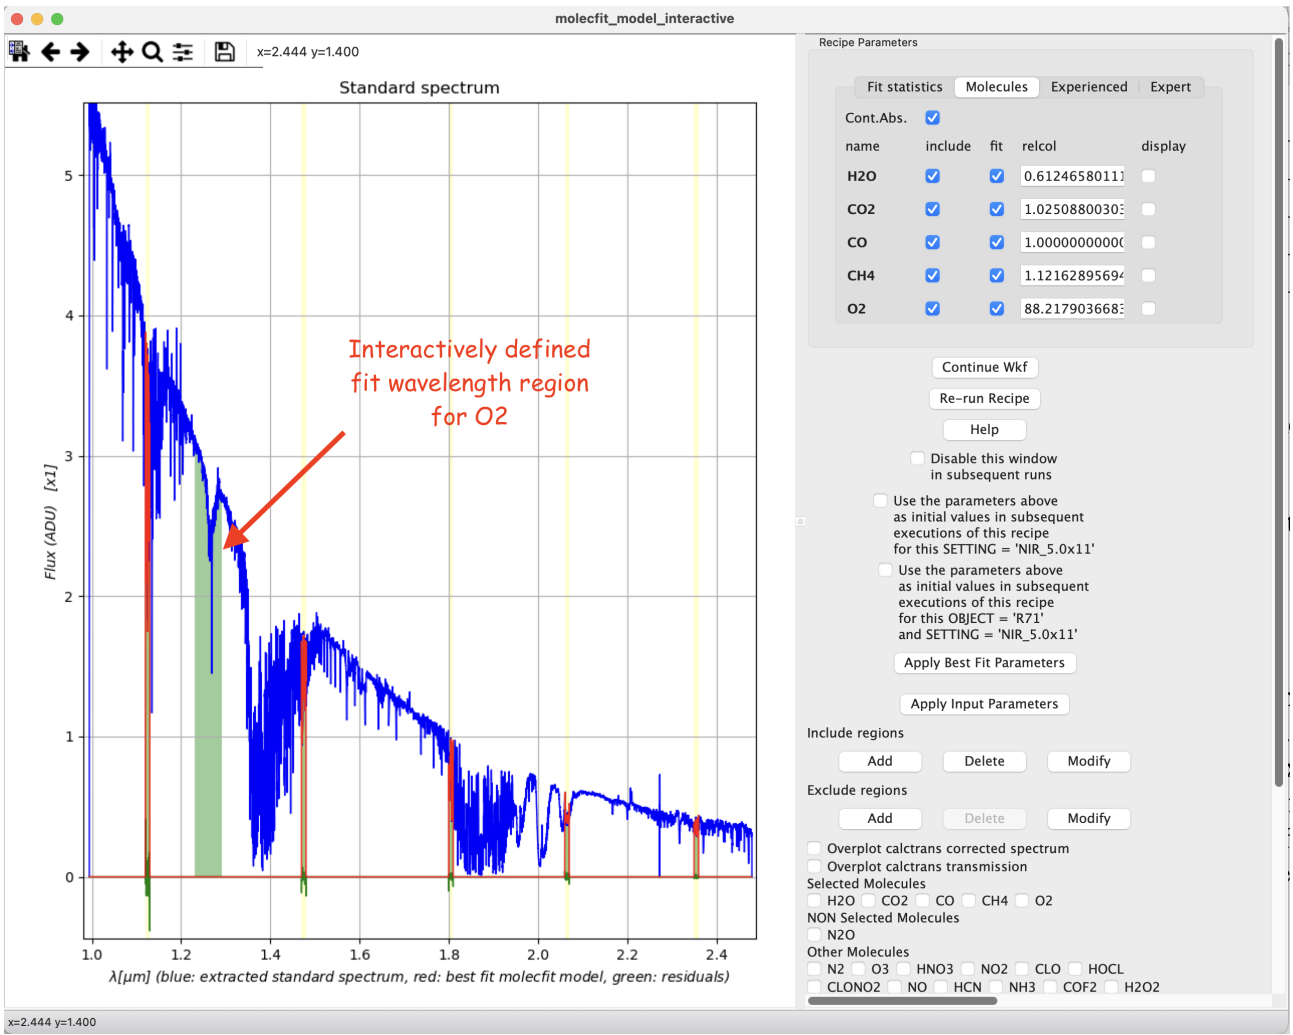 molecfit_model_interactive
x=2.444 y=1.400
Standard spectrum
5
4
3
2
1
0
Flux (ADU) [x1]
1.0 1.2 1.4 1.6 1.8 2.0 2.2 2.4
λ[μm] (blue: extracted standard spectrum, red: best fit molecfit model, green: residuals)
Interactively defined
fit wavelength region
for O2
Recipe Parameters
Fit statistics Molecules Experienced Expert
Cont.Abs.
name include fit relcol display
H2O 0.61246580111
CO2 1.02508800303
CO 1.00000000000
CH4 1.12162895694
O2 88.2179036683
Continue Wkf
Re-run Recipe
Help
Disable this window
in subsequent runs
Use the parameters above
as initial values in subsequent
executions of this recipe
for this SETTING = 'NIR_5.0x11'
Use the parameters above
as initial values in subsequent
executions of this recipe
for this OBJECT = 'R71'
and SETTING = 'NIR_5.0x11'
Apply Best Fit Parameters
Apply Input Parameters
Include regions
Add Delete Modify
Exclude regions
Add Delete Modify
Overplot calctrans corrected spectrum
Overplot calctrans transmission
Selected Molecules
H2O CO2 CO CH4 O2
NON Selected Molecules
N2O
Other Molecules
N2 O3 HNO3 NO2 CLO HOCL
CLONO2 NO HCN NH3 COF2 H2O2
x=2.444 y=1.400